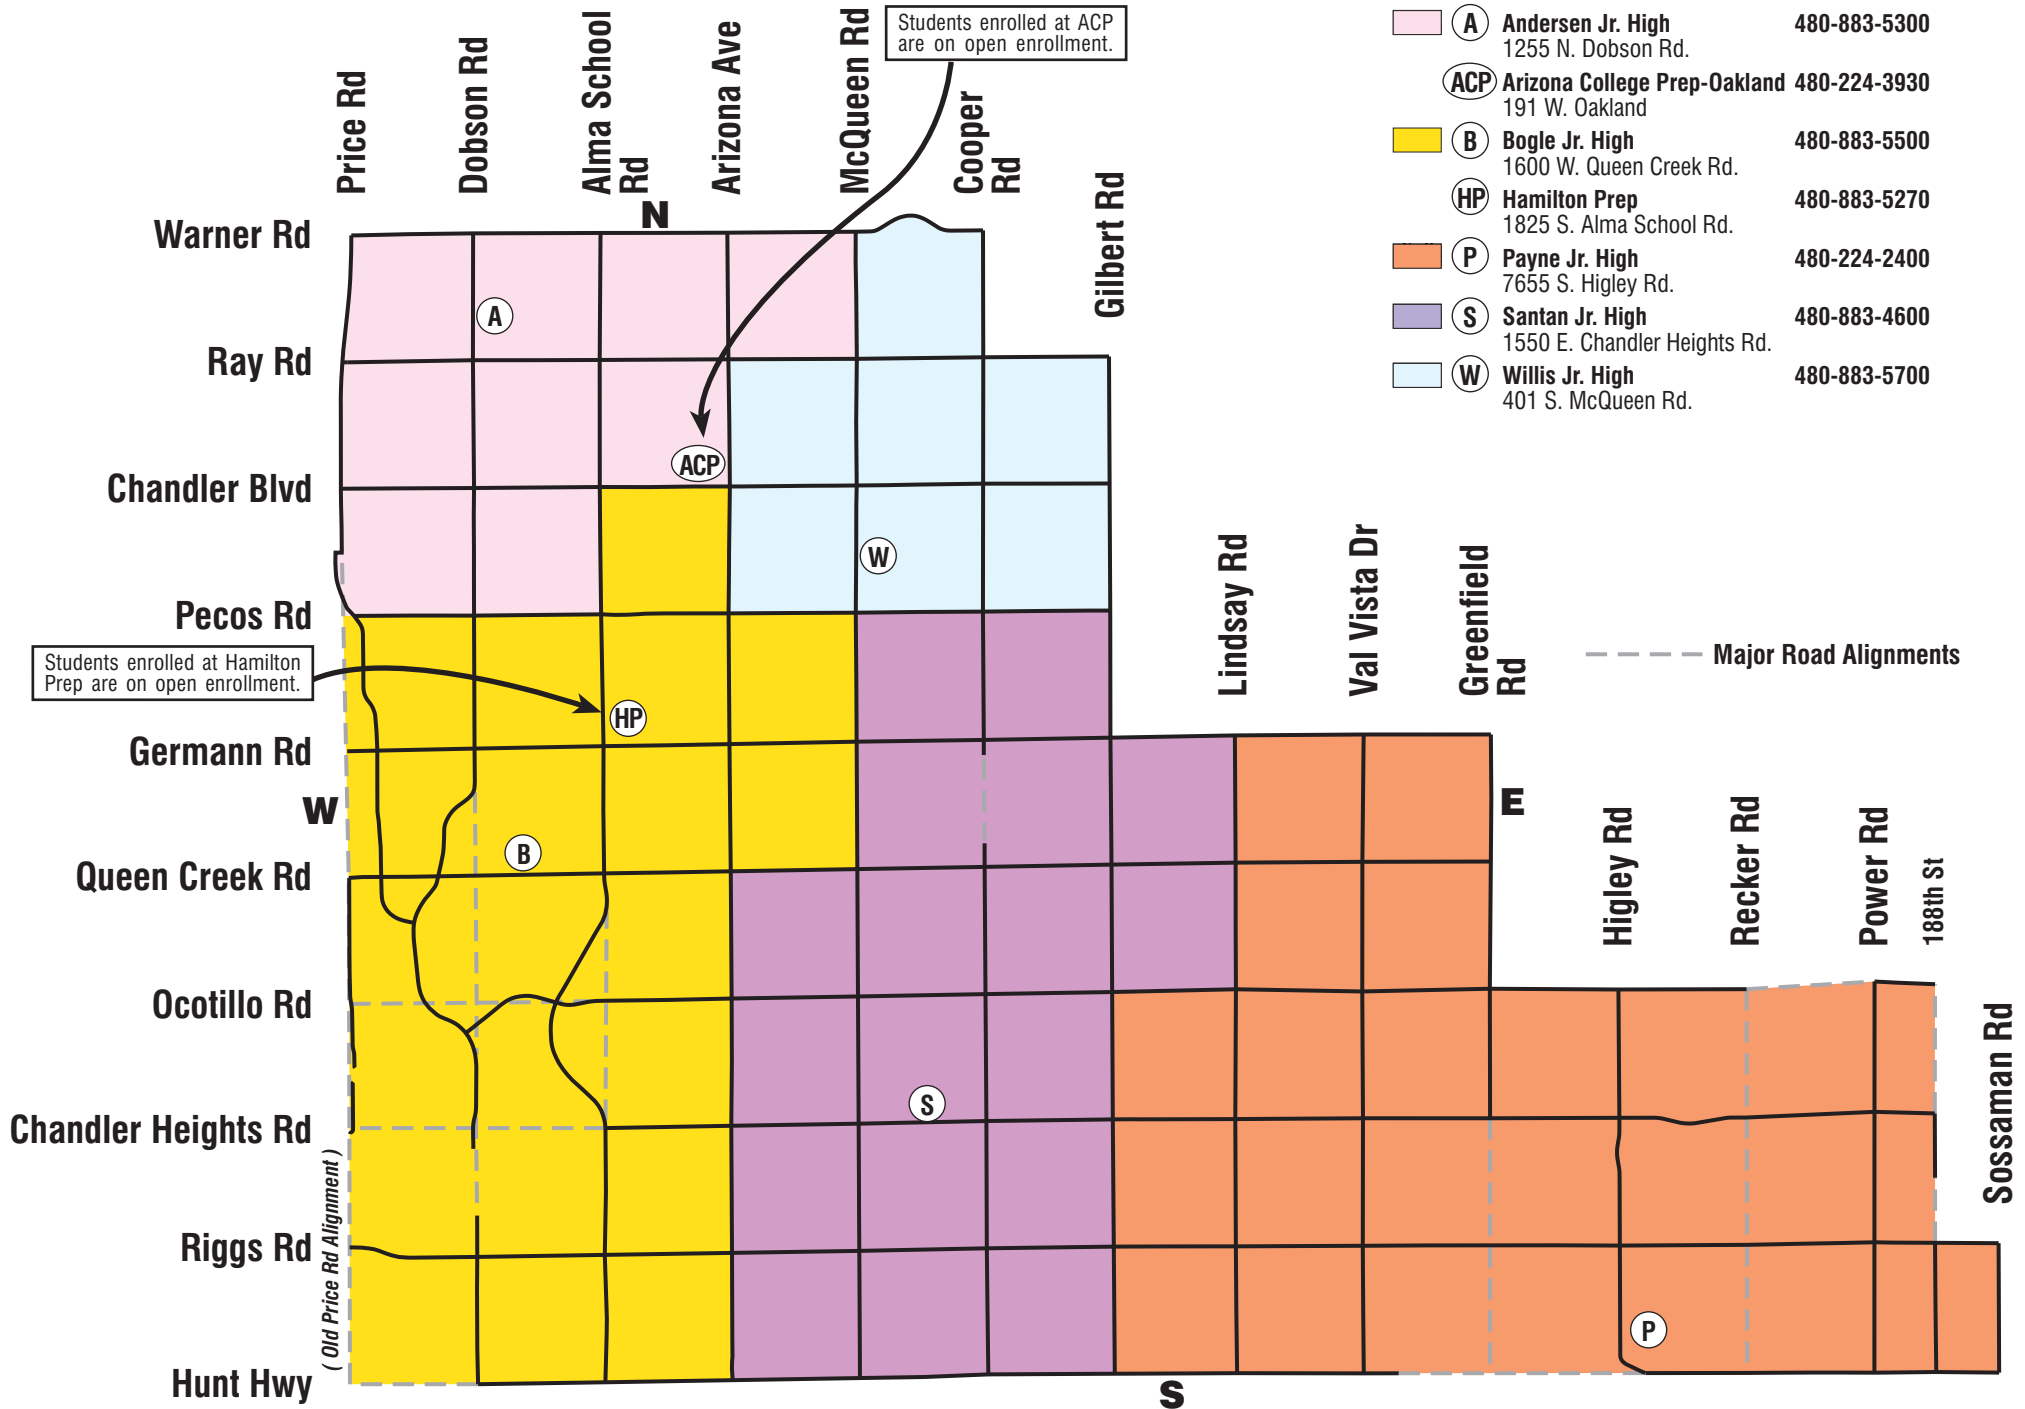 Students enrolled at ACP
are on open enrollment.
A Andersen Jr. High 480-883-5300
1255 N. Dobson Rd.
ACP Arizona College Prep-Oakland 480-224-3930
191 W. Oakland
B Bogle Jr. High 480-883-5500
1600 W. Queen Creek Rd.
HP Hamilton Prep 480-883-5270
1825 S. Alma School Rd.
P Payne Jr. High 480-224-2400
7655 S. Higley Rd.
S Santan Jr. High 480-883-4600
1550 E. Chandler Heights Rd.
W Willis Jr. High 480-883-5700
401 S. McQueen Rd.
Price Rd
Dobson Rd
Alma School
Rd
Arizona Ave
McQueen Rd
Cooper
Rd
Gilbert Rd
N
Warner Rd
A
Ray Rd
ACP
Chandler Blvd
W
Lindsay Rd
Val Vista Dr
Greenfield
Rd
Pecos Rd
Major Road Alignments
Students enrolled at Hamilton
Prep are on open enrollment.
HP
Germann Rd
W
E
B
Queen Creek Rd
Higley Rd
Recker Rd
Power Rd
188th St
Ocotillo Rd
Sossaman Rd
S
Chandler Heights Rd
( Old Price Rd Alignment )
Riggs Rd
P
Hunt Hwy
S